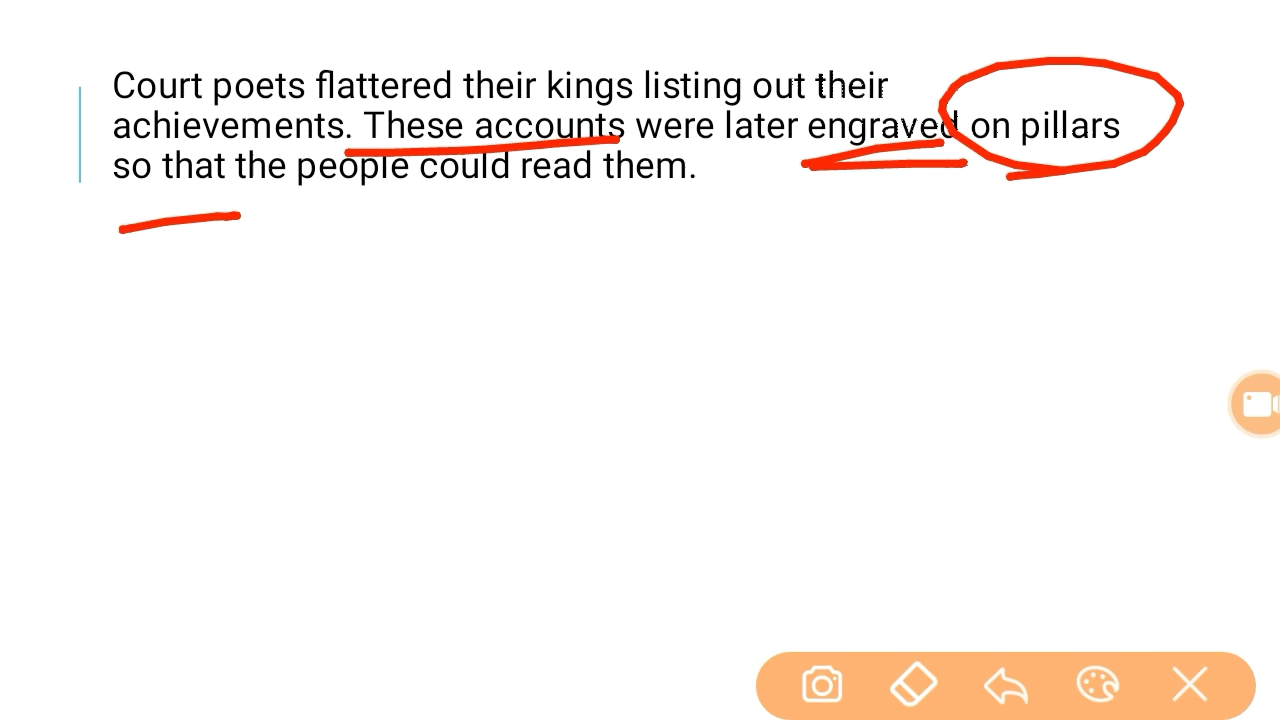 Court poets flattered their kings listing out their
achievements. These accounts were later engraved on pillars
so that the people could read them.